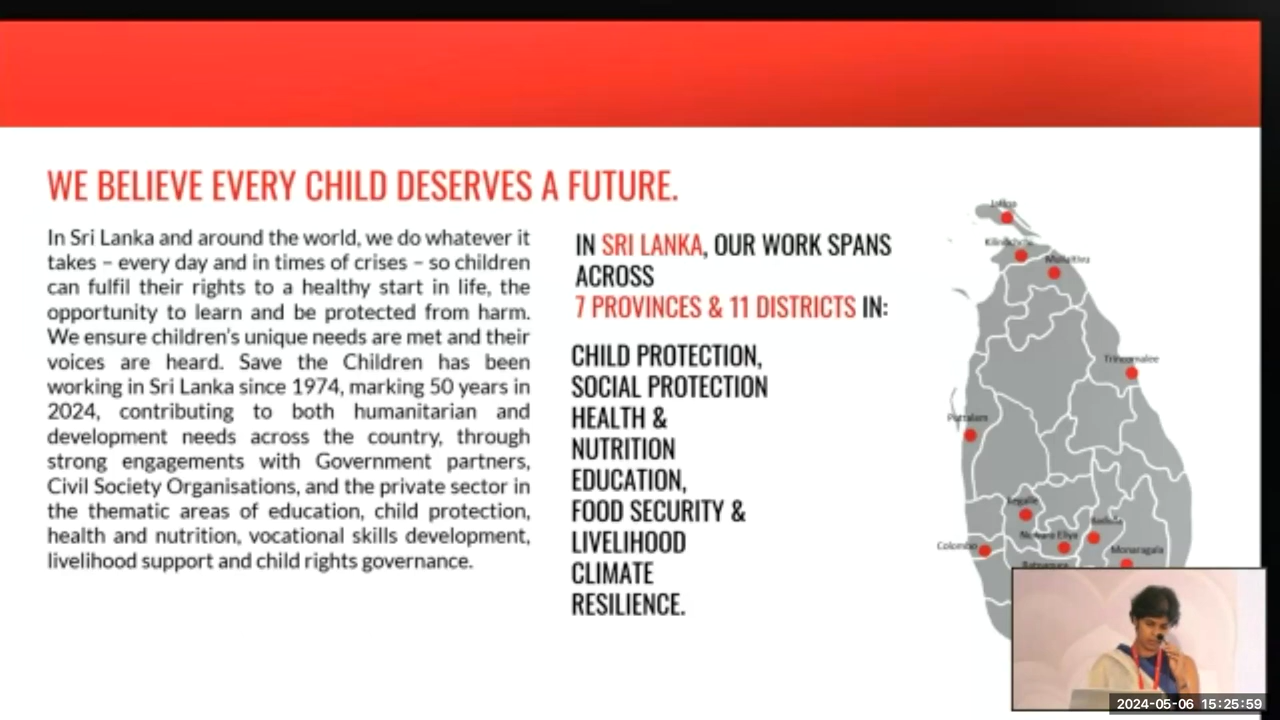 WE BELIEVE EVERY CHILD DESERVES A FUTURE.
In Sri Lanka and around the world, we do whatever it
takes – every day and in times of crises – so children
can fulfil their rights to a healthy start in life, the
opportunity to learn and be protected from harm.
We ensure children's unique needs are met and their
voices are heard. Save the Children has been
working in Sri Lanka since 1974, marking 50 years in
2024, contributing to both humanitarian and
development needs across the country, through
strong engagements with Government partners,
Civil Society Organisations, and the private sector in
the thematic areas of education, child protection,
health and nutrition, vocational skills development,
livelihood support and child rights governance.
IN SRI LANKA, OUR WORK SPANS
ACROSS
7 PROVINCES & 11 DISTRICTS IN:
CHILD PROTECTION,
SOCIAL PROTECTION
HEALTH &
NUTRITION
EDUCATION,
FOOD SECURITY &
LIVELIHOOD
CLIMATE
RESILIENCE.
Jaffna
Kilinochchi
Mullaitivu
Trincomalee
Puttalam
Kegalle
Badulla
Nuwara Eliya
Colombo
Monaragala
Ratnapura
2024-05-06 15:25:59